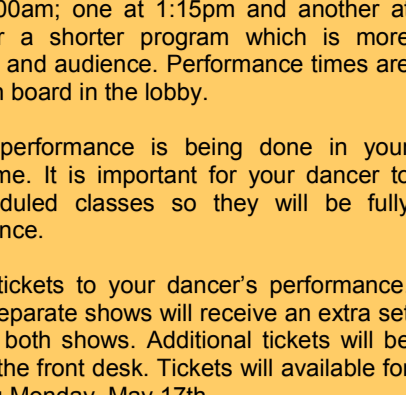 00am; one at 1:15pm and another at
a shorter program which is more
and audience. Performance times are
board in the lobby.
performance is being done in your
me. It is important for your dancer to
duled classes so they will be fully
nce.
tickets to your dancer's performance
eparate shows will receive an extra set
both shows. Additional tickets will be
the front desk. Tickets will available for
Monday, May 17th